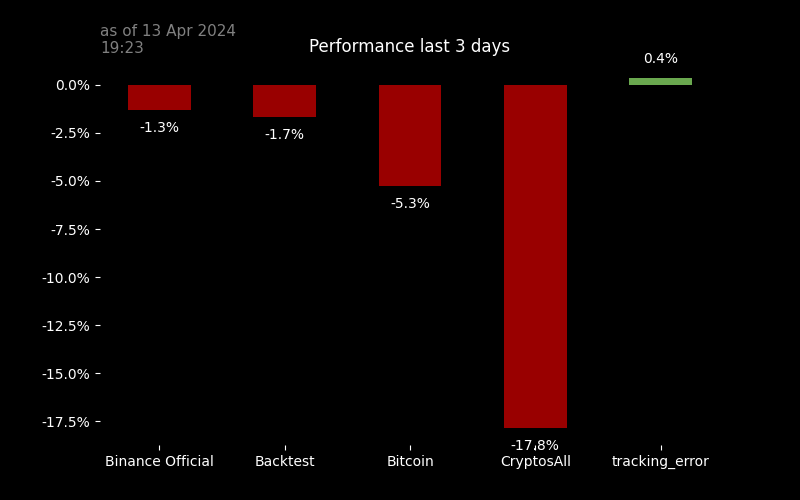 as of 13 Apr 2024
19:23
Performance last 3 days
0.4%
0.0%
-1.3%
-1.7%
-2.5%
-5.0%
-5.3%
-7.5%
-10.0%
-12.5%
-15.0%
-17.5%
-17.8%
Binance Official
Backtest
Bitcoin
CryptosAll
tracking_error